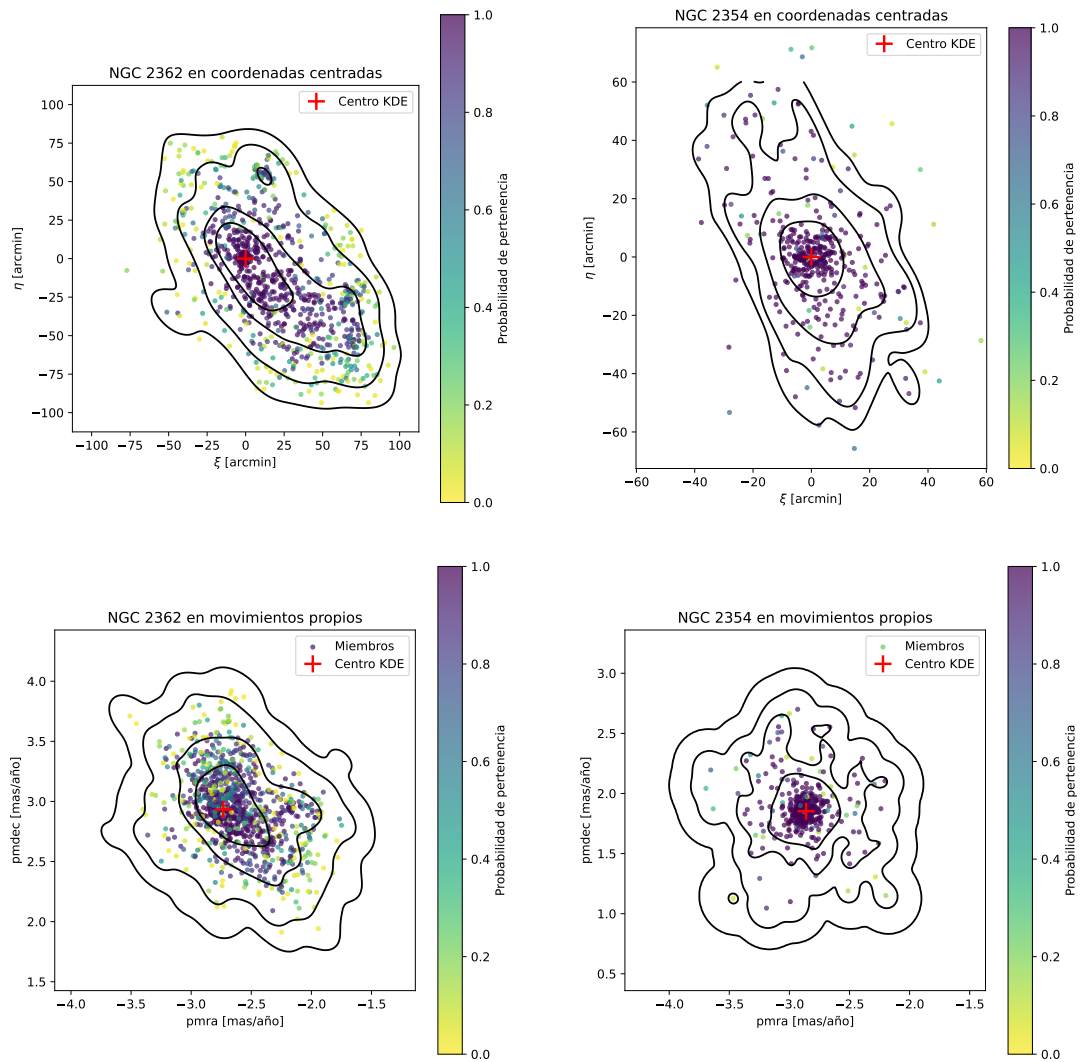 NGC 2362 en coordenadas centradas
Centro KDE
100
75
50
25
0
−25
−50
−75
−100
η [arcmin]
−100 −75 −50 −25 0 25 50 75 100
ξ [arcmin]
1.0
0.8
0.6
0.4
0.2
0.0
Probabilidad de pertenencia
NGC 2354 en coordenadas centradas
Centro KDE
60
40
20
0
−20
−40
−60
η [arcmin]
−60 −40 −20 0 20 40 60
ξ [arcmin]
1.0
0.8
0.6
0.4
0.2
0.0
Probabilidad de pertenencia
NGC 2362 en movimientos propios
Miembros
Centro KDE
4.0
3.5
3.0
2.5
2.0
1.5
pmdec [mas/año]
−4.0 −3.5 −3.0 −2.5 −2.0 −1.5
pmra [mas/año]
1.0
0.8
0.6
0.4
0.2
0.0
Probabilidad de pertenencia
NGC 2354 en movimientos propios
Miembros
Centro KDE
3.0
2.5
2.0
1.5
1.0
0.5
pmdec [mas/año]
−4.0 −3.5 −3.0 −2.5 −2.0 −1.5
pmra [mas/año]
1.0
0.8
0.6
0.4
0.2
0.0
Probabilidad de pertenencia